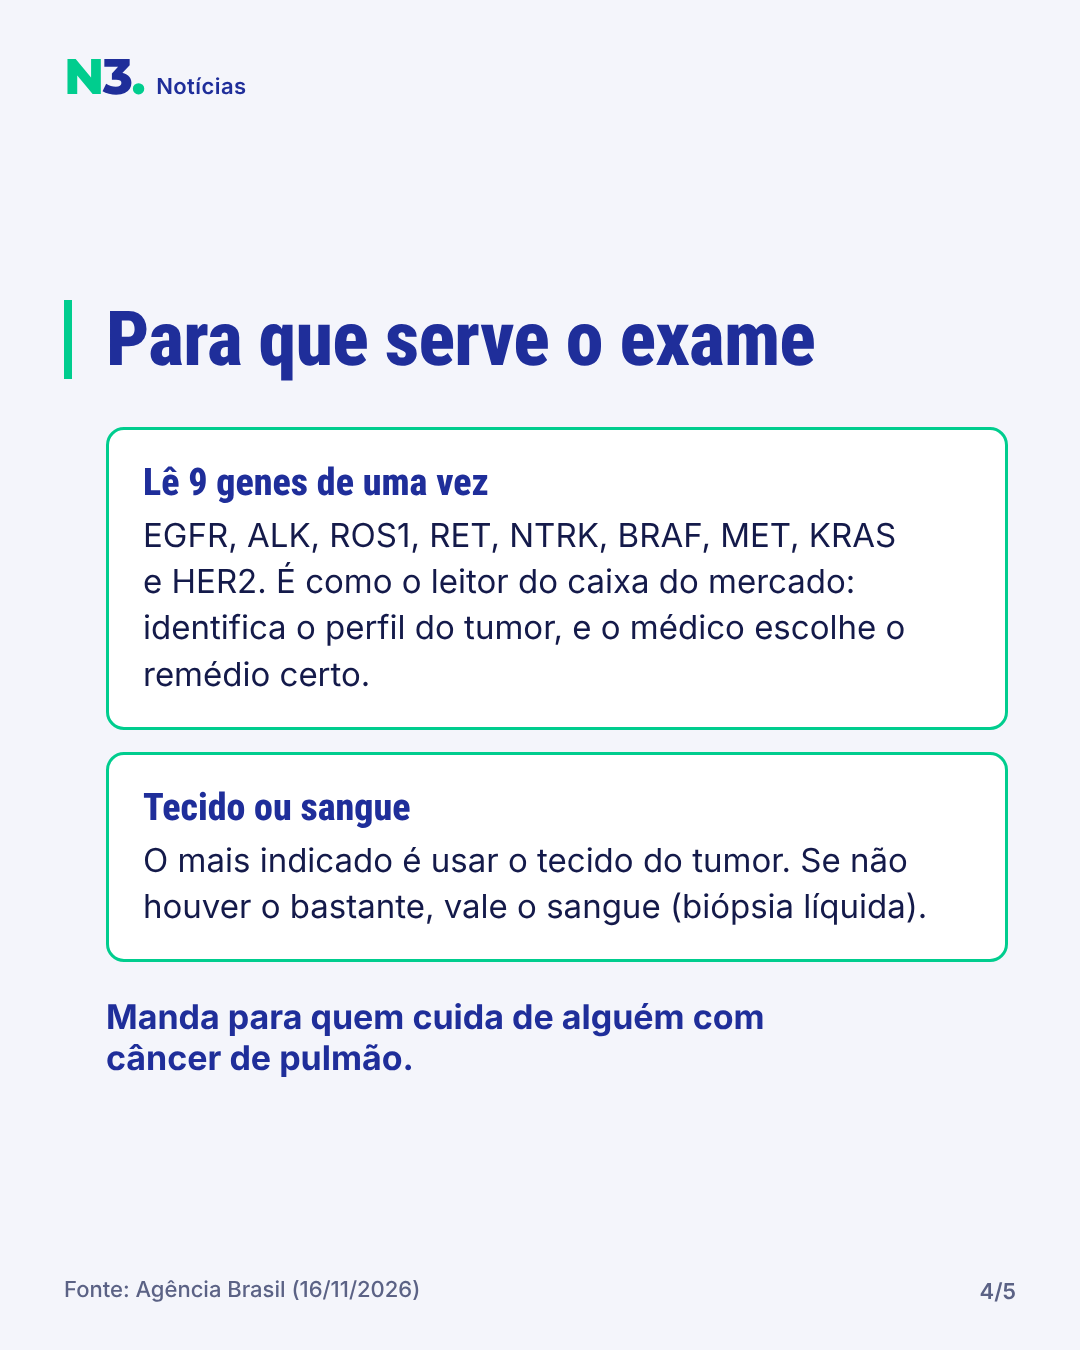 N3. Notícias
Para que serve o exame
Lê 9 genes de uma vez
EGFR, ALK, ROS1, RET, NTRK, BRAF, MET, KRAS
e HER2. É como o leitor do caixa do mercado:
identifica o perfil do tumor, e o médico escolhe o
remédio certo.
Tecido ou sangue
O mais indicado é usar o tecido do tumor. Se não
houver o bastante, vale o sangue (biópsia líquida).
Manda para quem cuida de alguém com
câncer de pulmão.
Fonte: Agência Brasil (16/11/2026)
4/5